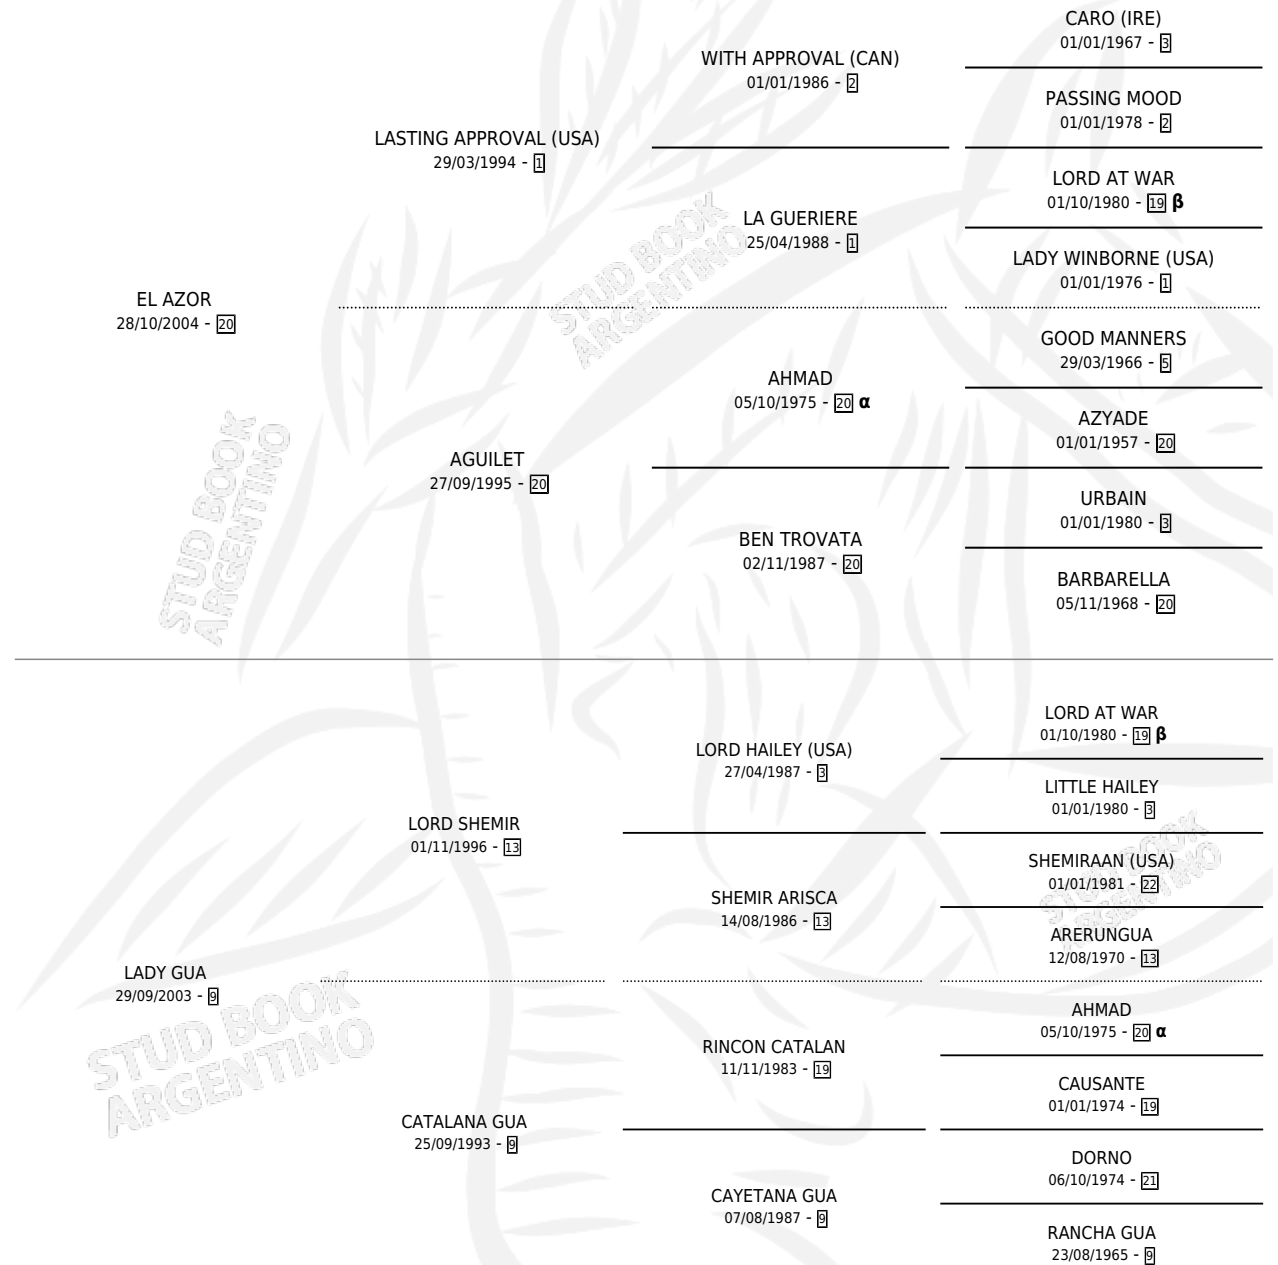 CARO (IRE)
01/01/1967 - 3
WITH APPROVAL (CAN)
01/01/1986 - 2
PASSING MOOD
01/01/1978 - 2
LASTING APPROVAL (USA)
29/03/1994 - 1
LORD AT WAR
01/10/1980 - 19 β
LA GUERIERE
25/04/1988 - 1
LADY WINBORNE (USA)
01/01/1976 - 1
STUD BOOK
ARGENTINO
EL AZOR
28/10/2004 - 20
GOOD MANNERS
29/03/1966 - 5
AHMAD
05/10/1975 - 20 α
AZYADE
01/01/1957 - 20
AGUILET
27/09/1995 - 20
STUD BOOK
ARGENTINO
URBAIN
01/01/1980 - 3
BEN TROVATA
02/11/1987 - 20
BARBARELLA
05/11/1968 - 20
LORD AT WAR
01/10/1980 - 19 β
LORD HAILEY (USA)
27/04/1987 - 3
LITTLE HAILEY
01/01/1980 - 3
LORD SHEMIR
01/11/1996 - 13
STUD BOOK
ARGENTINO
SHEMIRAAN (USA)
01/01/1981 - 22
SHEMIR ARISCA
14/08/1986 - 13
ARERUNGUA
12/08/1970 - 13
LADY GUA
29/09/2003 - 9
STUD BOOK
ARGENTINO
AHMAD
05/10/1975 - 20 α
RINCON CATALAN
11/11/1983 - 19
CAUSANTE
01/01/1974 - 19
CATALANA GUA
25/09/1993 - 9
DORNO
06/10/1974 - 21
CAYETANA GUA
07/08/1987 - 9
RANCHA GUA
23/08/1965 - 9